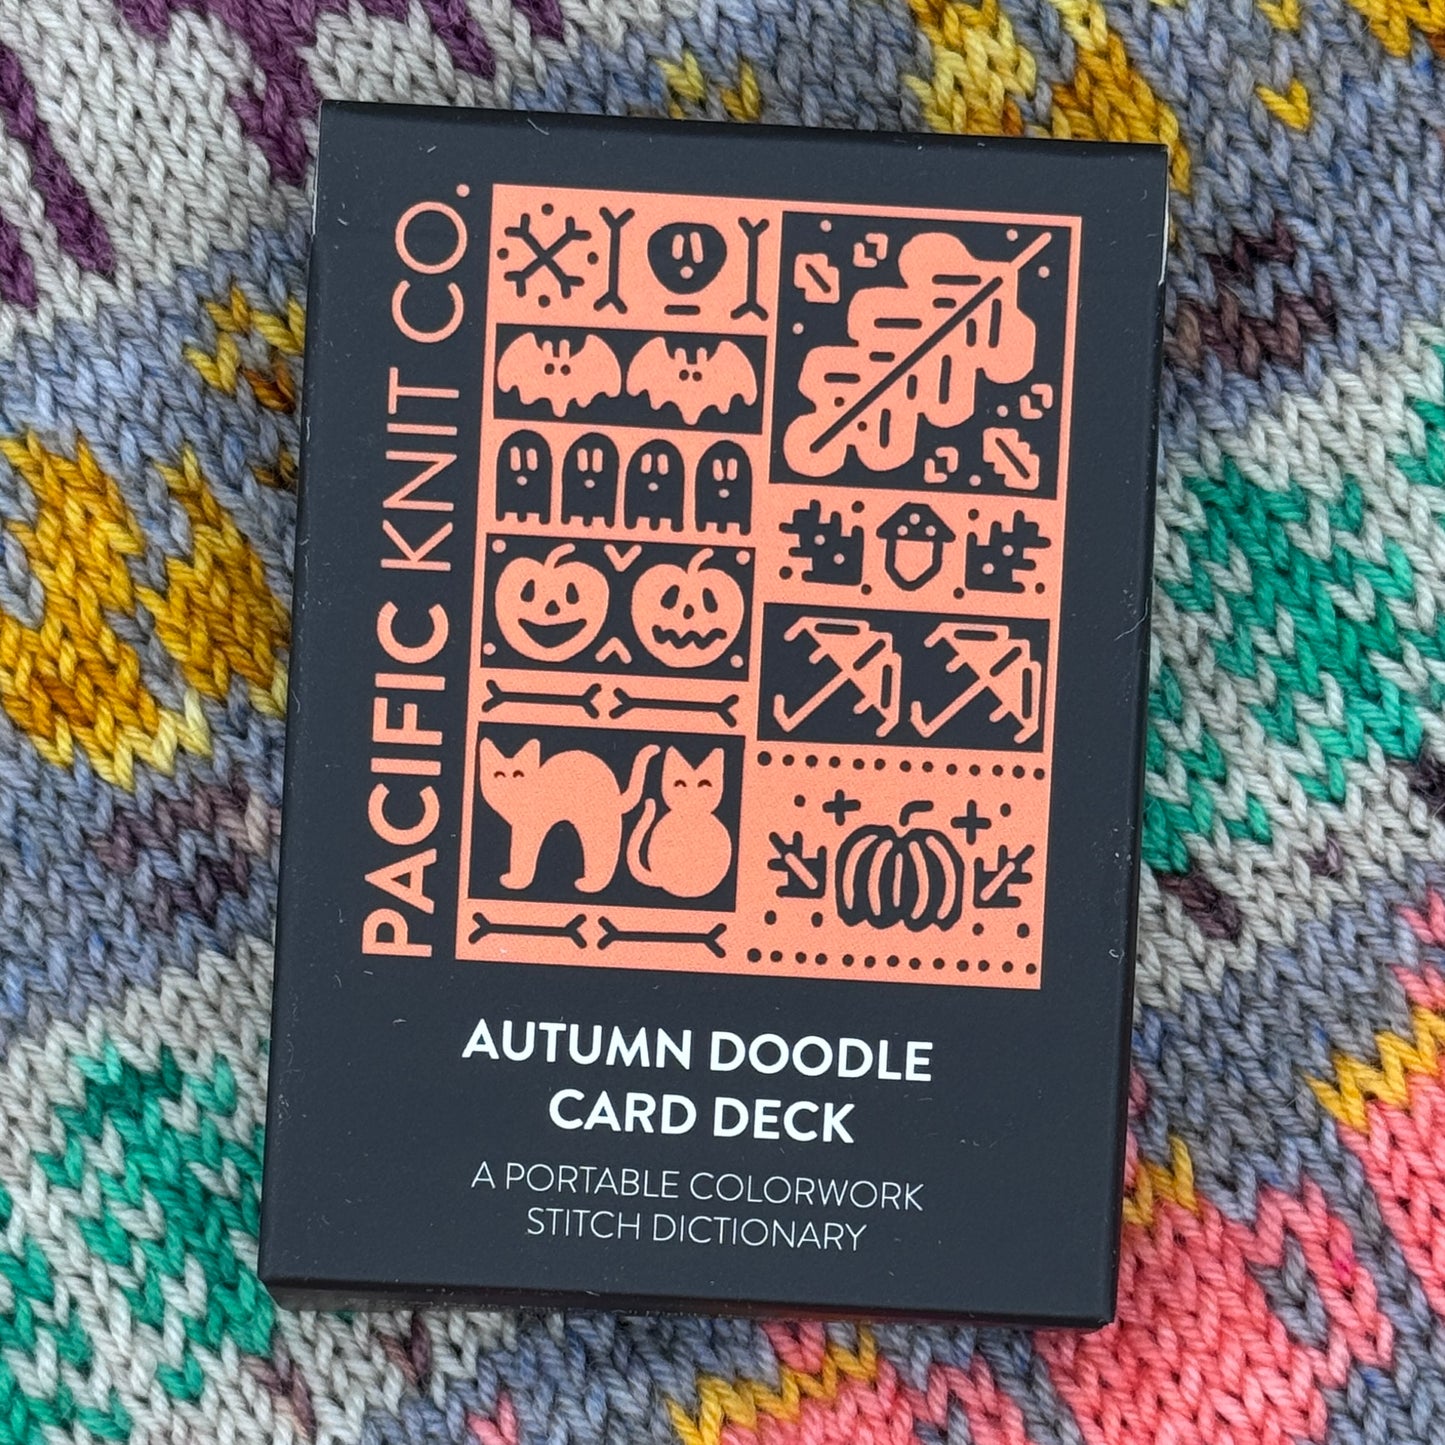 PACIFIC KNIT CO.
AUTUMN DOODLE
CARD DECK
A PORTABLE COLORWORK
STITCH DICTIONARY